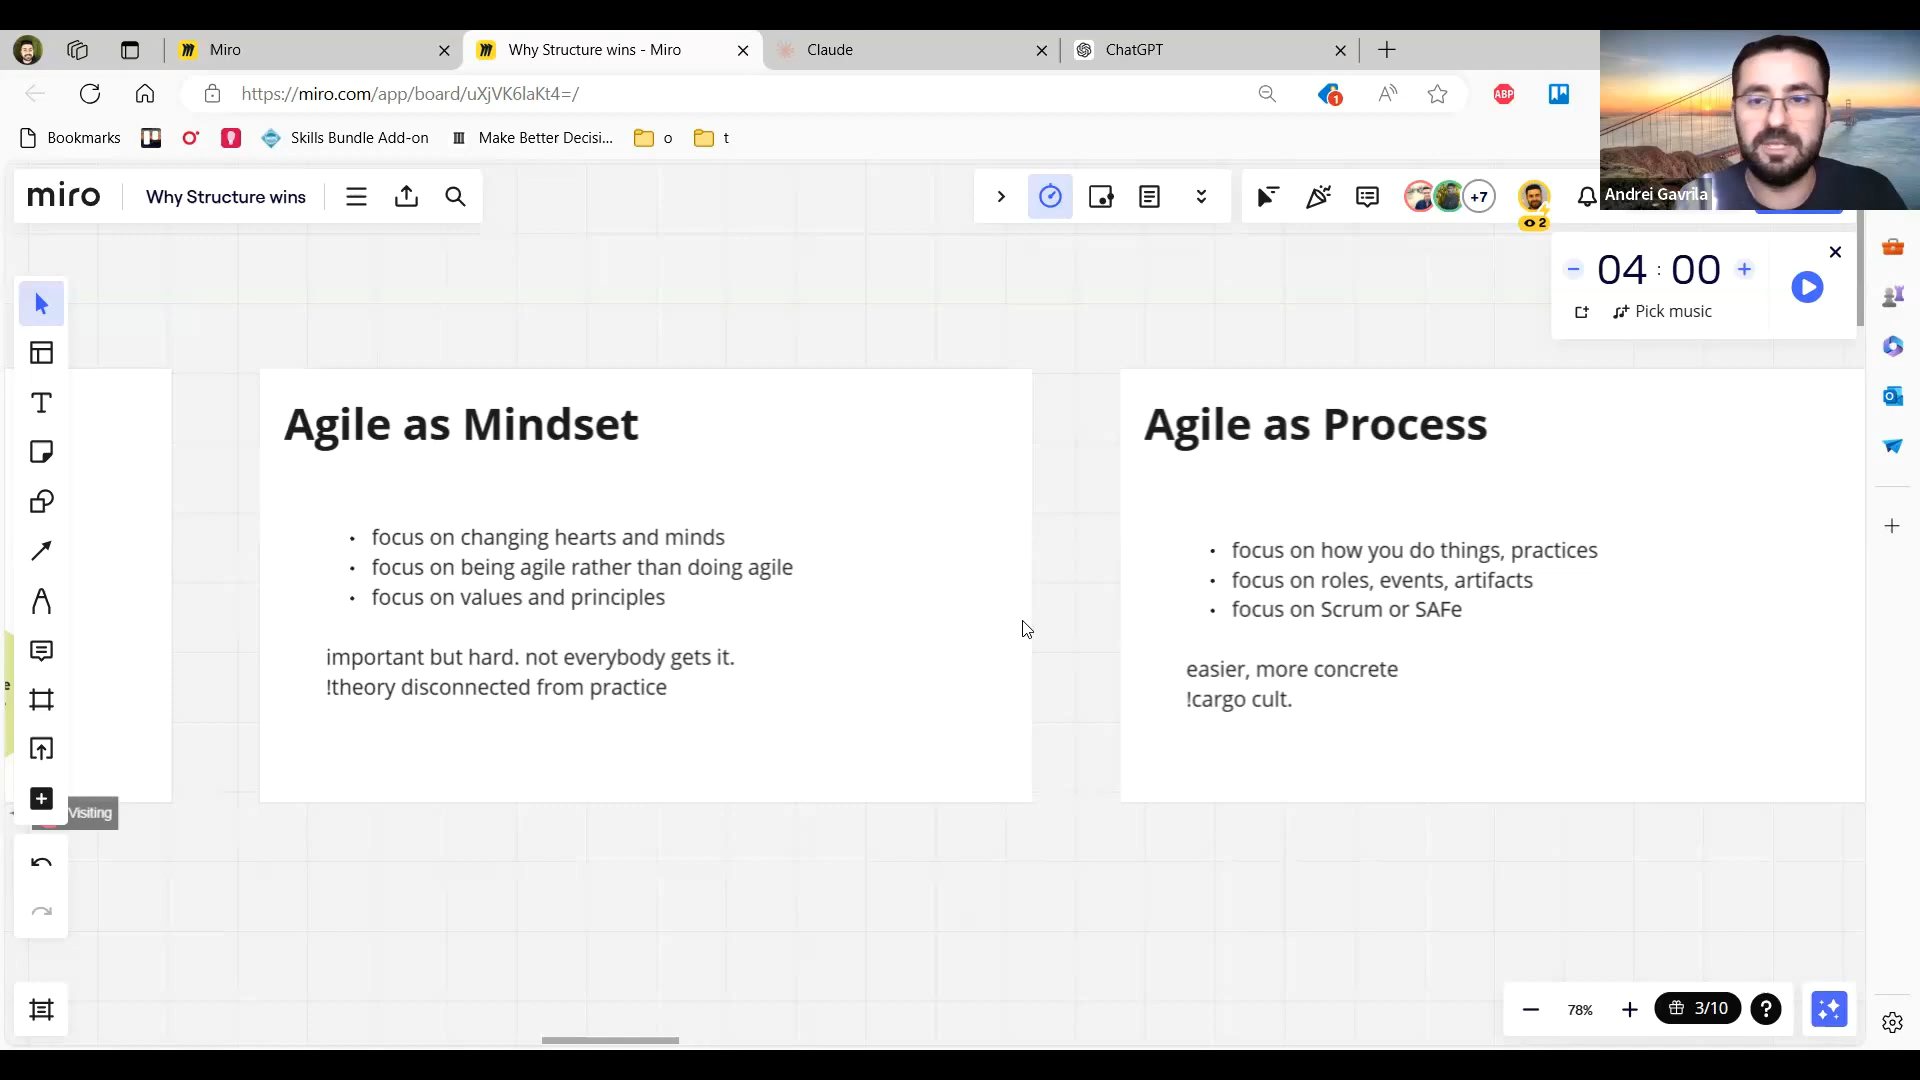 Miro
Why Structure wins - Miro
Claude
ChatGPT
https://miro.com/app/board/uXjVK6laKt4=/
1
A
ABP
Bookmarks
Skills Bundle Add-on
Make Better Decisi...
o
t
miro
Why Structure wins
+7
2
Andrei Gavrila
04 : 00
Pick music
Agile as Mindset
• focus on changing hearts and minds
• focus on being agile rather than doing agile
• focus on values and principles
important but hard. not everybody gets it.
!theory disconnected from practice
Agile as Process
• focus on how you do things, practices
• focus on roles, events, artifacts
• focus on Scrum or SAFe
easier, more concrete
!cargo cult.
Visiting
78%
3/10
?